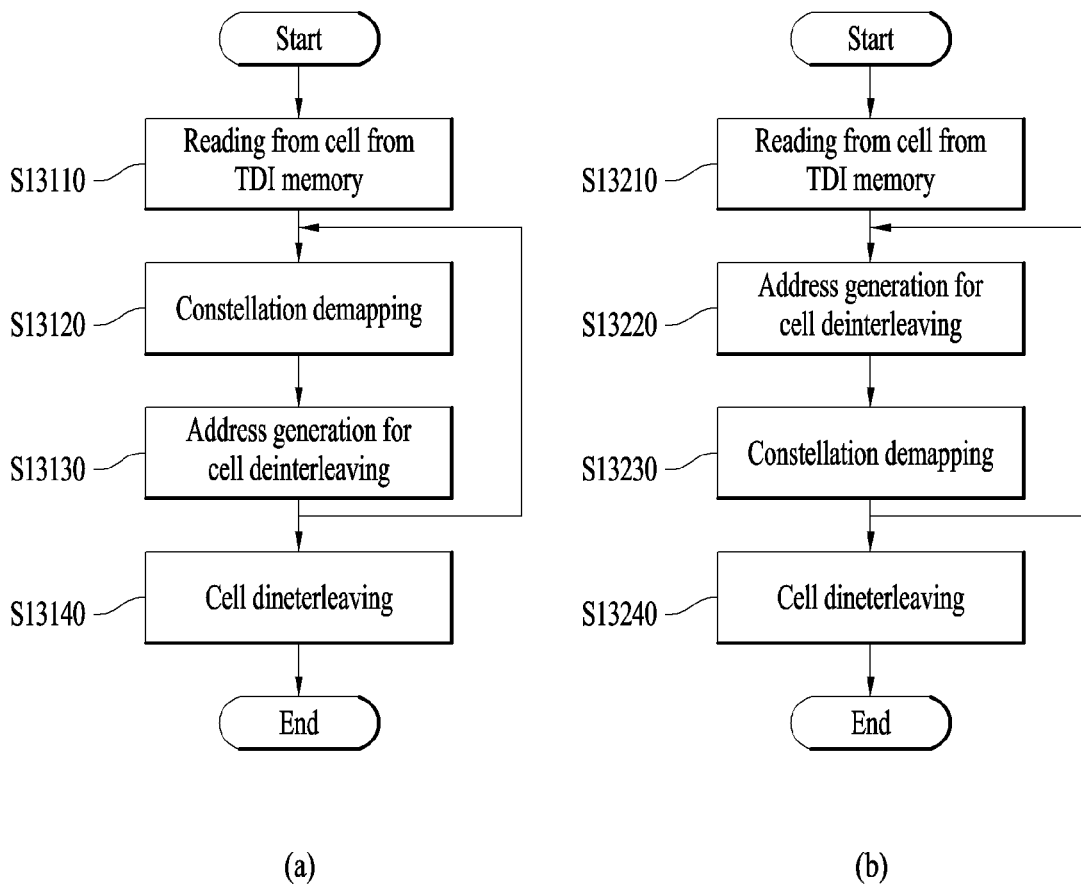 Start
Reading from cell from
TDI memory
S13110
Constellation demapping
S13120
Address generation for
cell deinterleaving
S13130
Cell dineterleaving
S13140
End
(a)
Start
Reading from cell from
TDI memory
S13210
Address generation for
cell deinterleaving
S13220
Constellation demapping
S13230
Cell dineterleaving
S13240
End
(b)